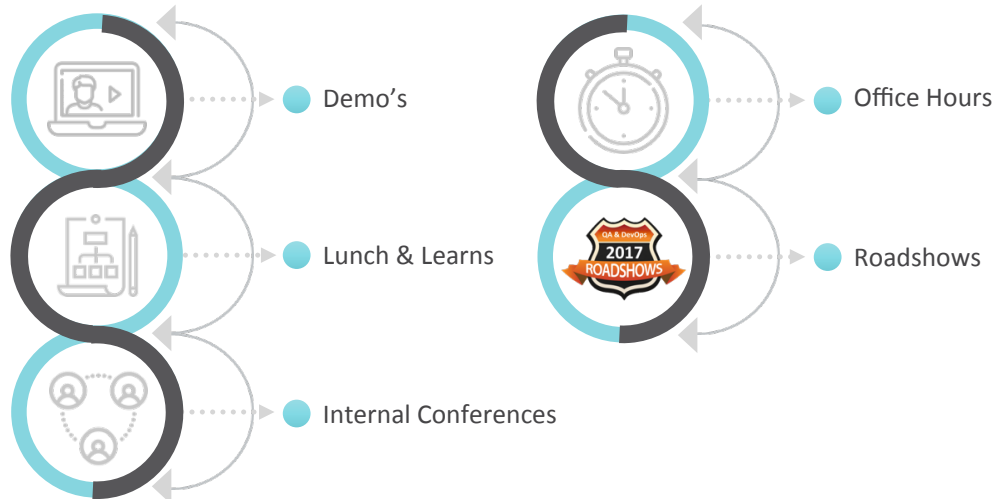 Demo’s
Lunch & Learns
Internal Conferences
Office Hours
QA & DevOps
2017
ROADSHOWS
Roadshows